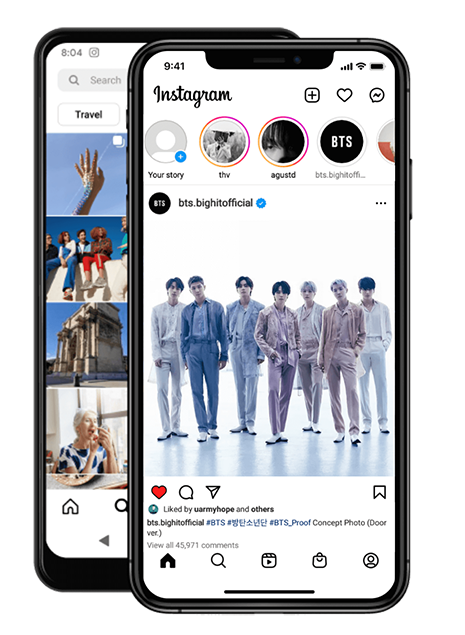 8:04
Search
Travel
9:41
Instagram
BTS
Your story
thv
agustd
bts.bighitoffi...
BTS
bts.bighitofficial
Liked by uarmyhope and others
bts.bighitofficial #BTS #방탄소년단 #BTS_Proof Concept Photo (Door
ver.)
View all 45,971 comments